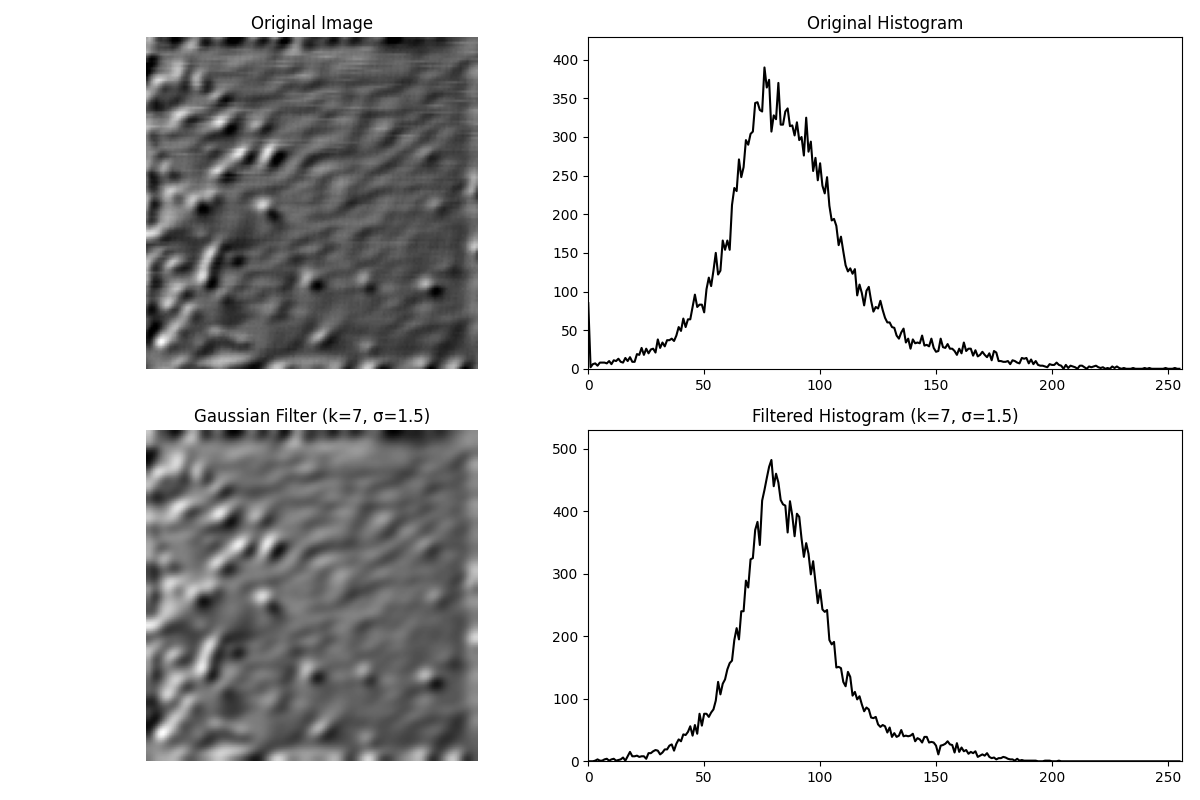 Original Image
Original Histogram
400
350
300
250
200
150
100
50
0
0 50 100 150 200 250
Gaussian Filter (k=7, σ=1.5)
Filtered Histogram (k=7, σ=1.5)
500
400
300
200
100
0
0 50 100 150 200 250